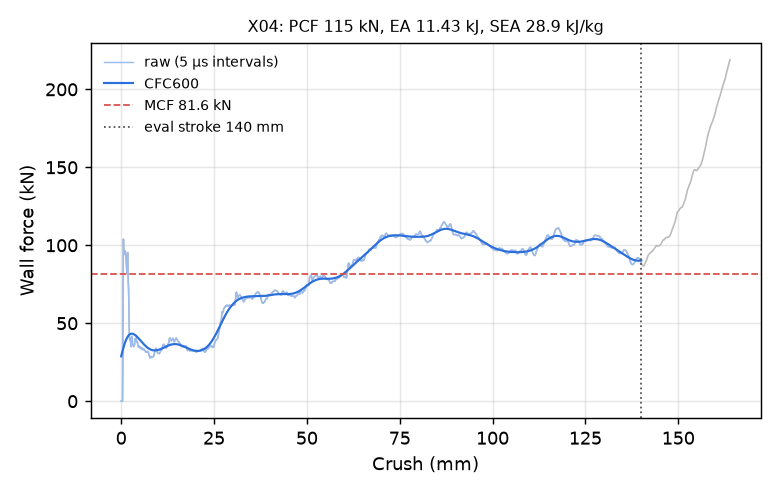 X04: PCF 115 kN, EA 11.43 kJ, SEA 28.9 kJ/kg
raw (5 µs intervals)
CFC600
MCF 81.6 kN
eval stroke 140 mm
Wall force (kN)
200
150
100
50
0
0 25 50 75 100 125 150
Crush (mm)